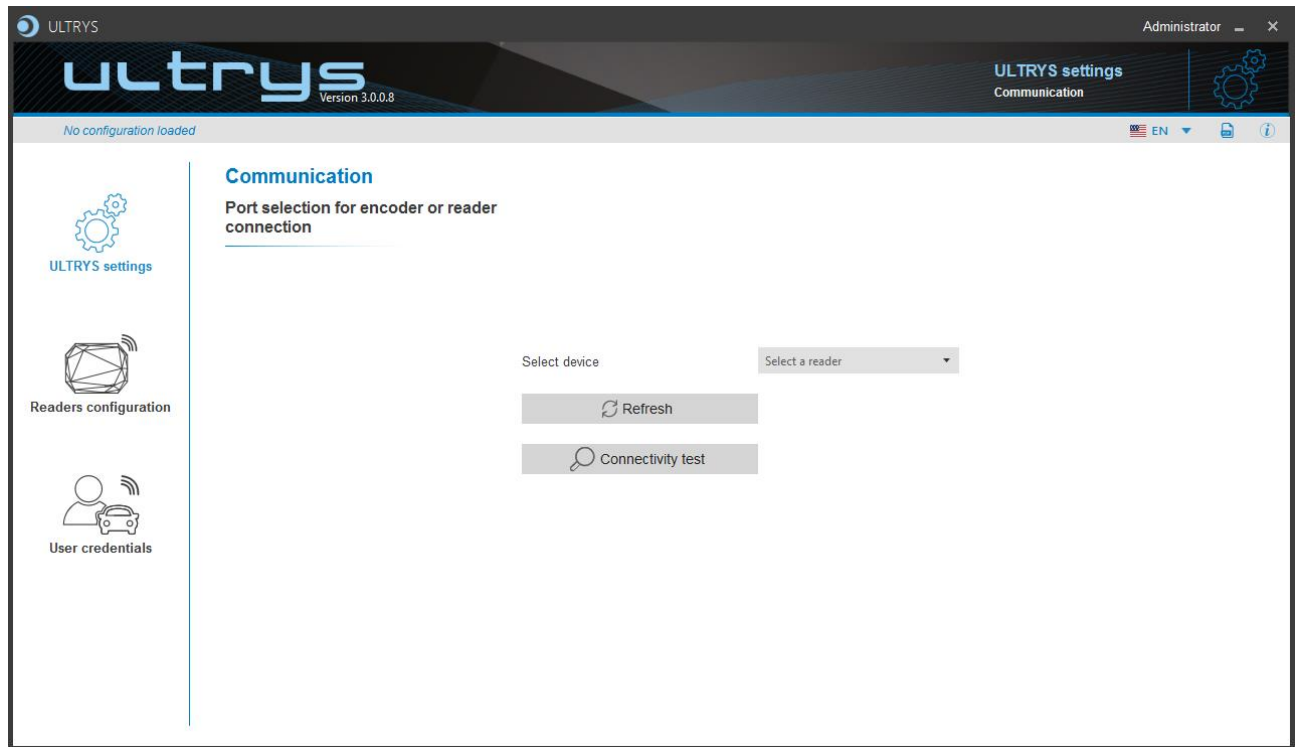 ULTRYS
Administrator
ultrys
Version 3.0.0.8
ULTRYS settings
Communication
No configuration loaded
EN
i
Communication
Port selection for encoder or reader
connection
ULTRYS settings
Select device
Select a reader
Refresh
Readers configuration
Connectivity test
User credentials